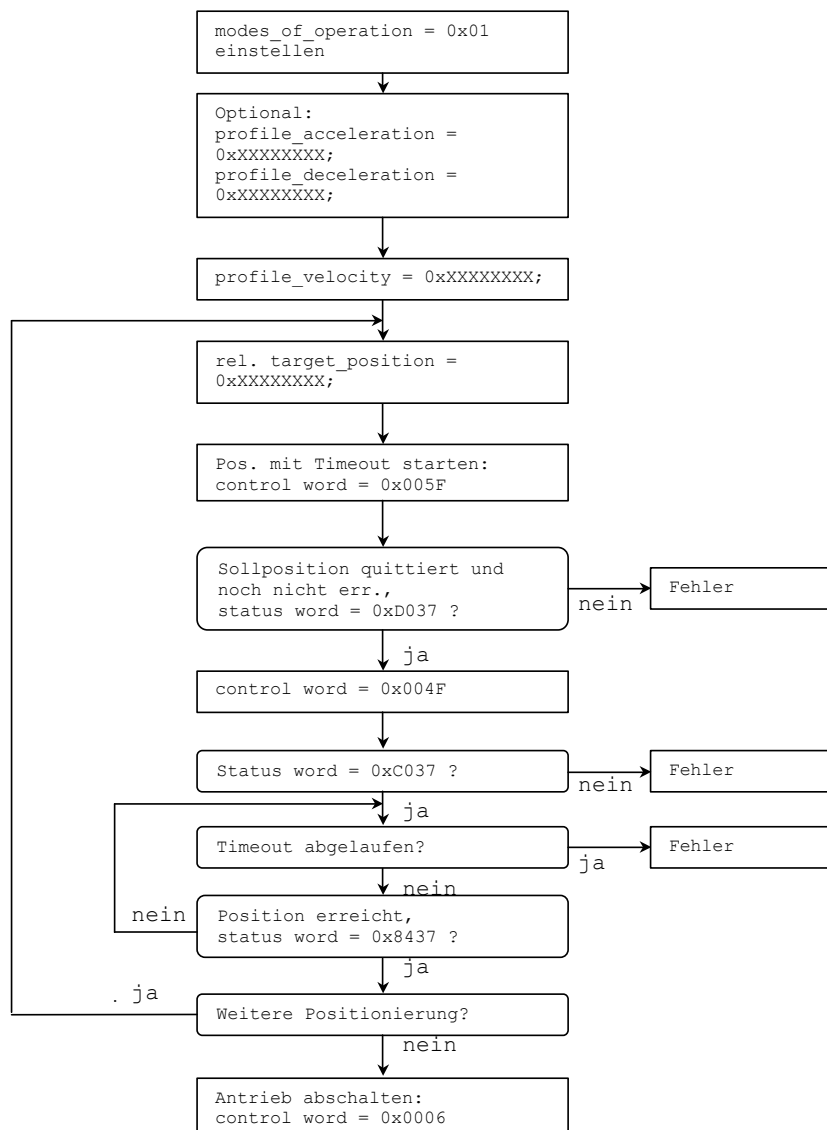 modes_of_operation = 0x01
einstellen
Optional:
profile_acceleration =
0xXXXXXXXX;
profile_deceleration =
0xXXXXXXXX;
profile_velocity = 0xXXXXXXXX;
rel. target_position =
0xXXXXXXXX;
Pos. mit Timeout starten:
control word = 0x005F
Sollposition quittiert und
noch nicht err.,
status word = 0xD037 ?
nein
Fehler
ja
control word = 0x004F
Status word = 0xC037 ?
nein
Fehler
ja
Timeout abgelaufen?
ja
Fehler
nein
nein
Position erreicht,
status word = 0x8437 ?
ja
. ja
Weitere Positionierung?
nein
Antrieb abschalten:
control word = 0x0006